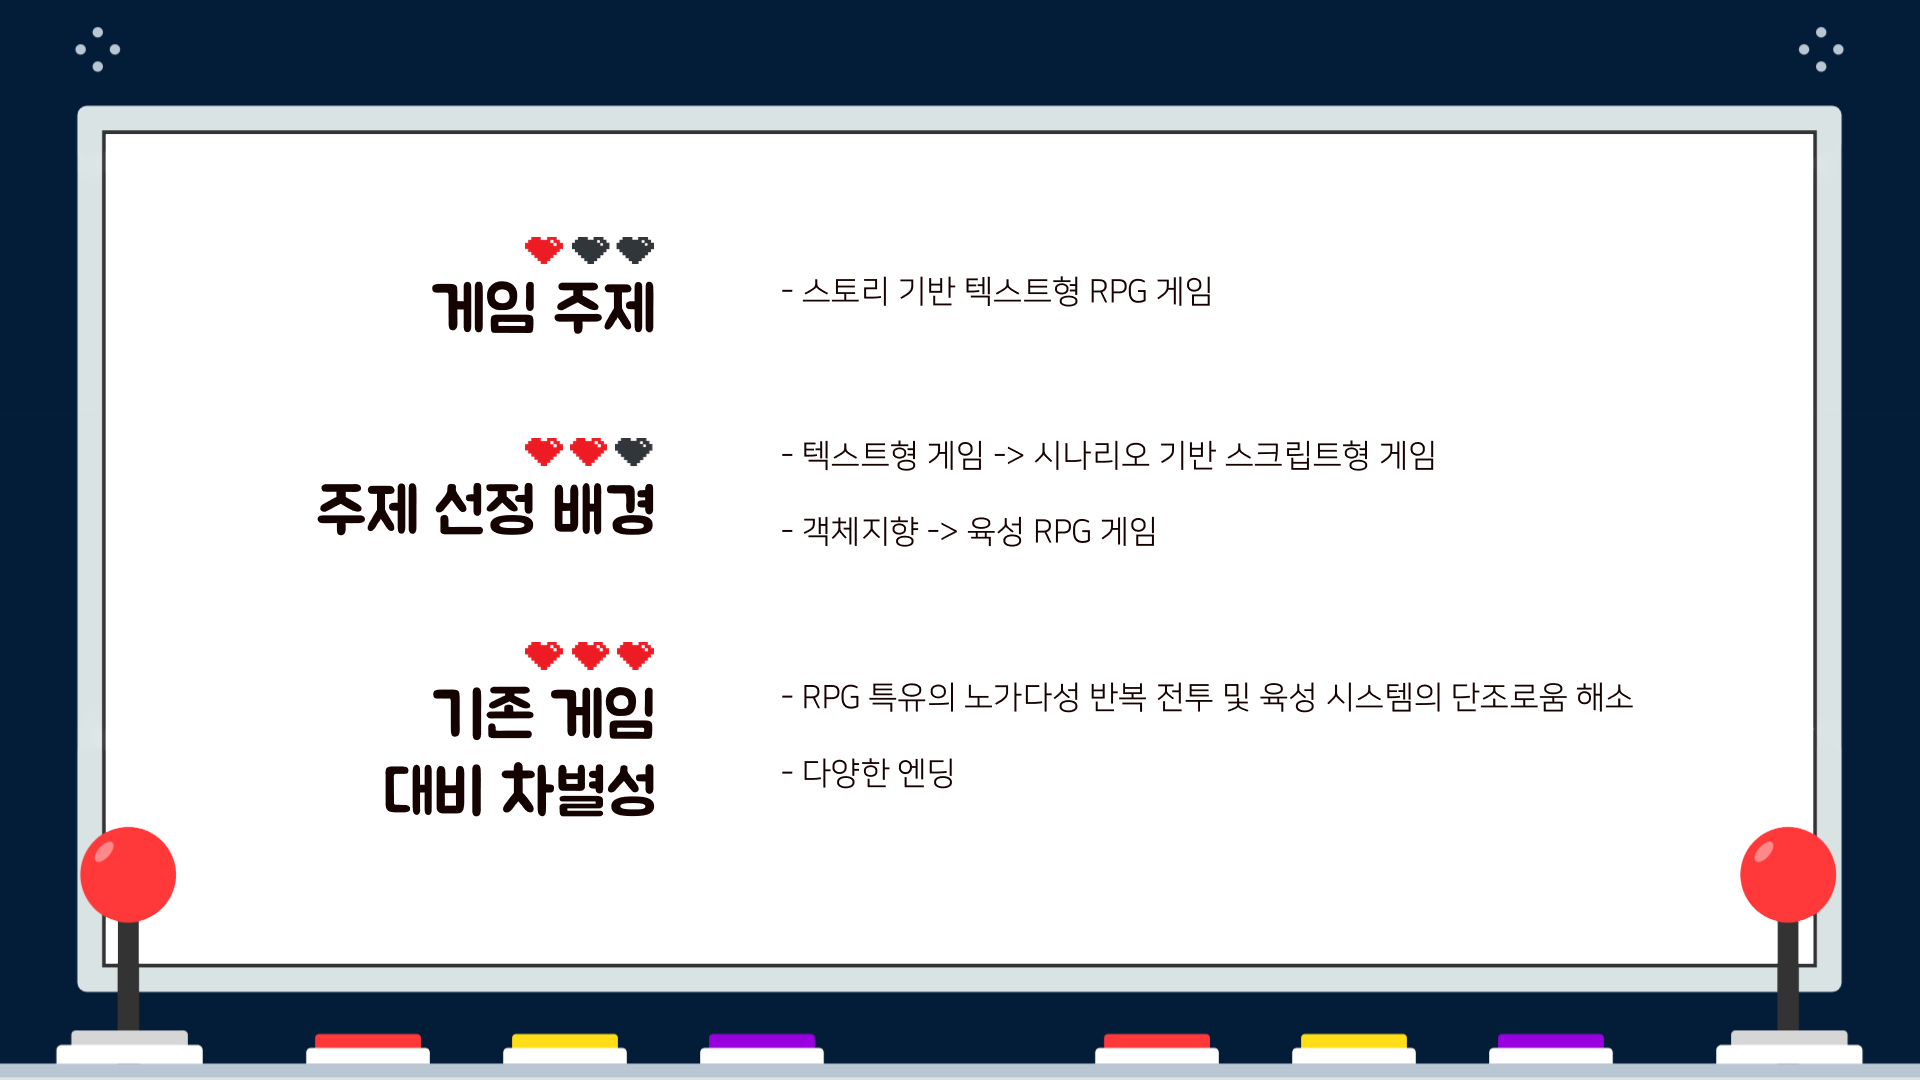 게임 주제
- 스토리 기반 텍스트형 RPG 게임
주제 선정 배경
- 텍스트형 게임 -> 시나리오 기반 스크립트형 게임
- 객체지향 -> 육성 RPG 게임
기존 게임
대비 차별성
- RPG 특유의 노가다성 반복 전투 및 육성 시스템의 단조로움 해소
- 다양한 엔딩